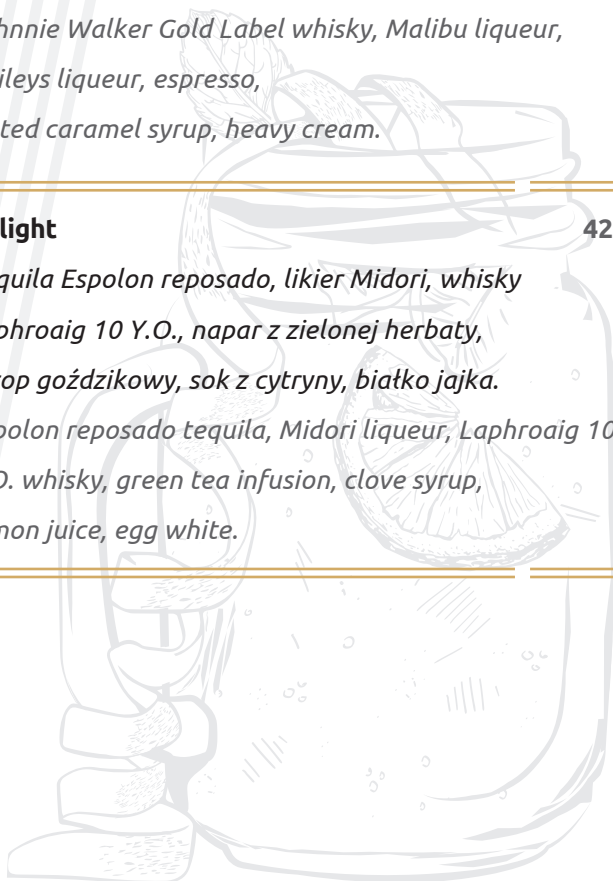 hnnie Walker Gold Label whisky, Malibu liqueur,
ileys liqueur, espresso,
ted caramel syrup, heavy cream.
light 42
quila Espolon reposado, likier Midori, whisky
phroaig 10 Y.O., napar z zielonej herbaty,
rop goździkowy, sok z cytryny, białko jajka.
polon reposado tequila, Midori liqueur, Laphroaig 10
O. whisky, green tea infusion, clove syrup,
mon juice, egg white.